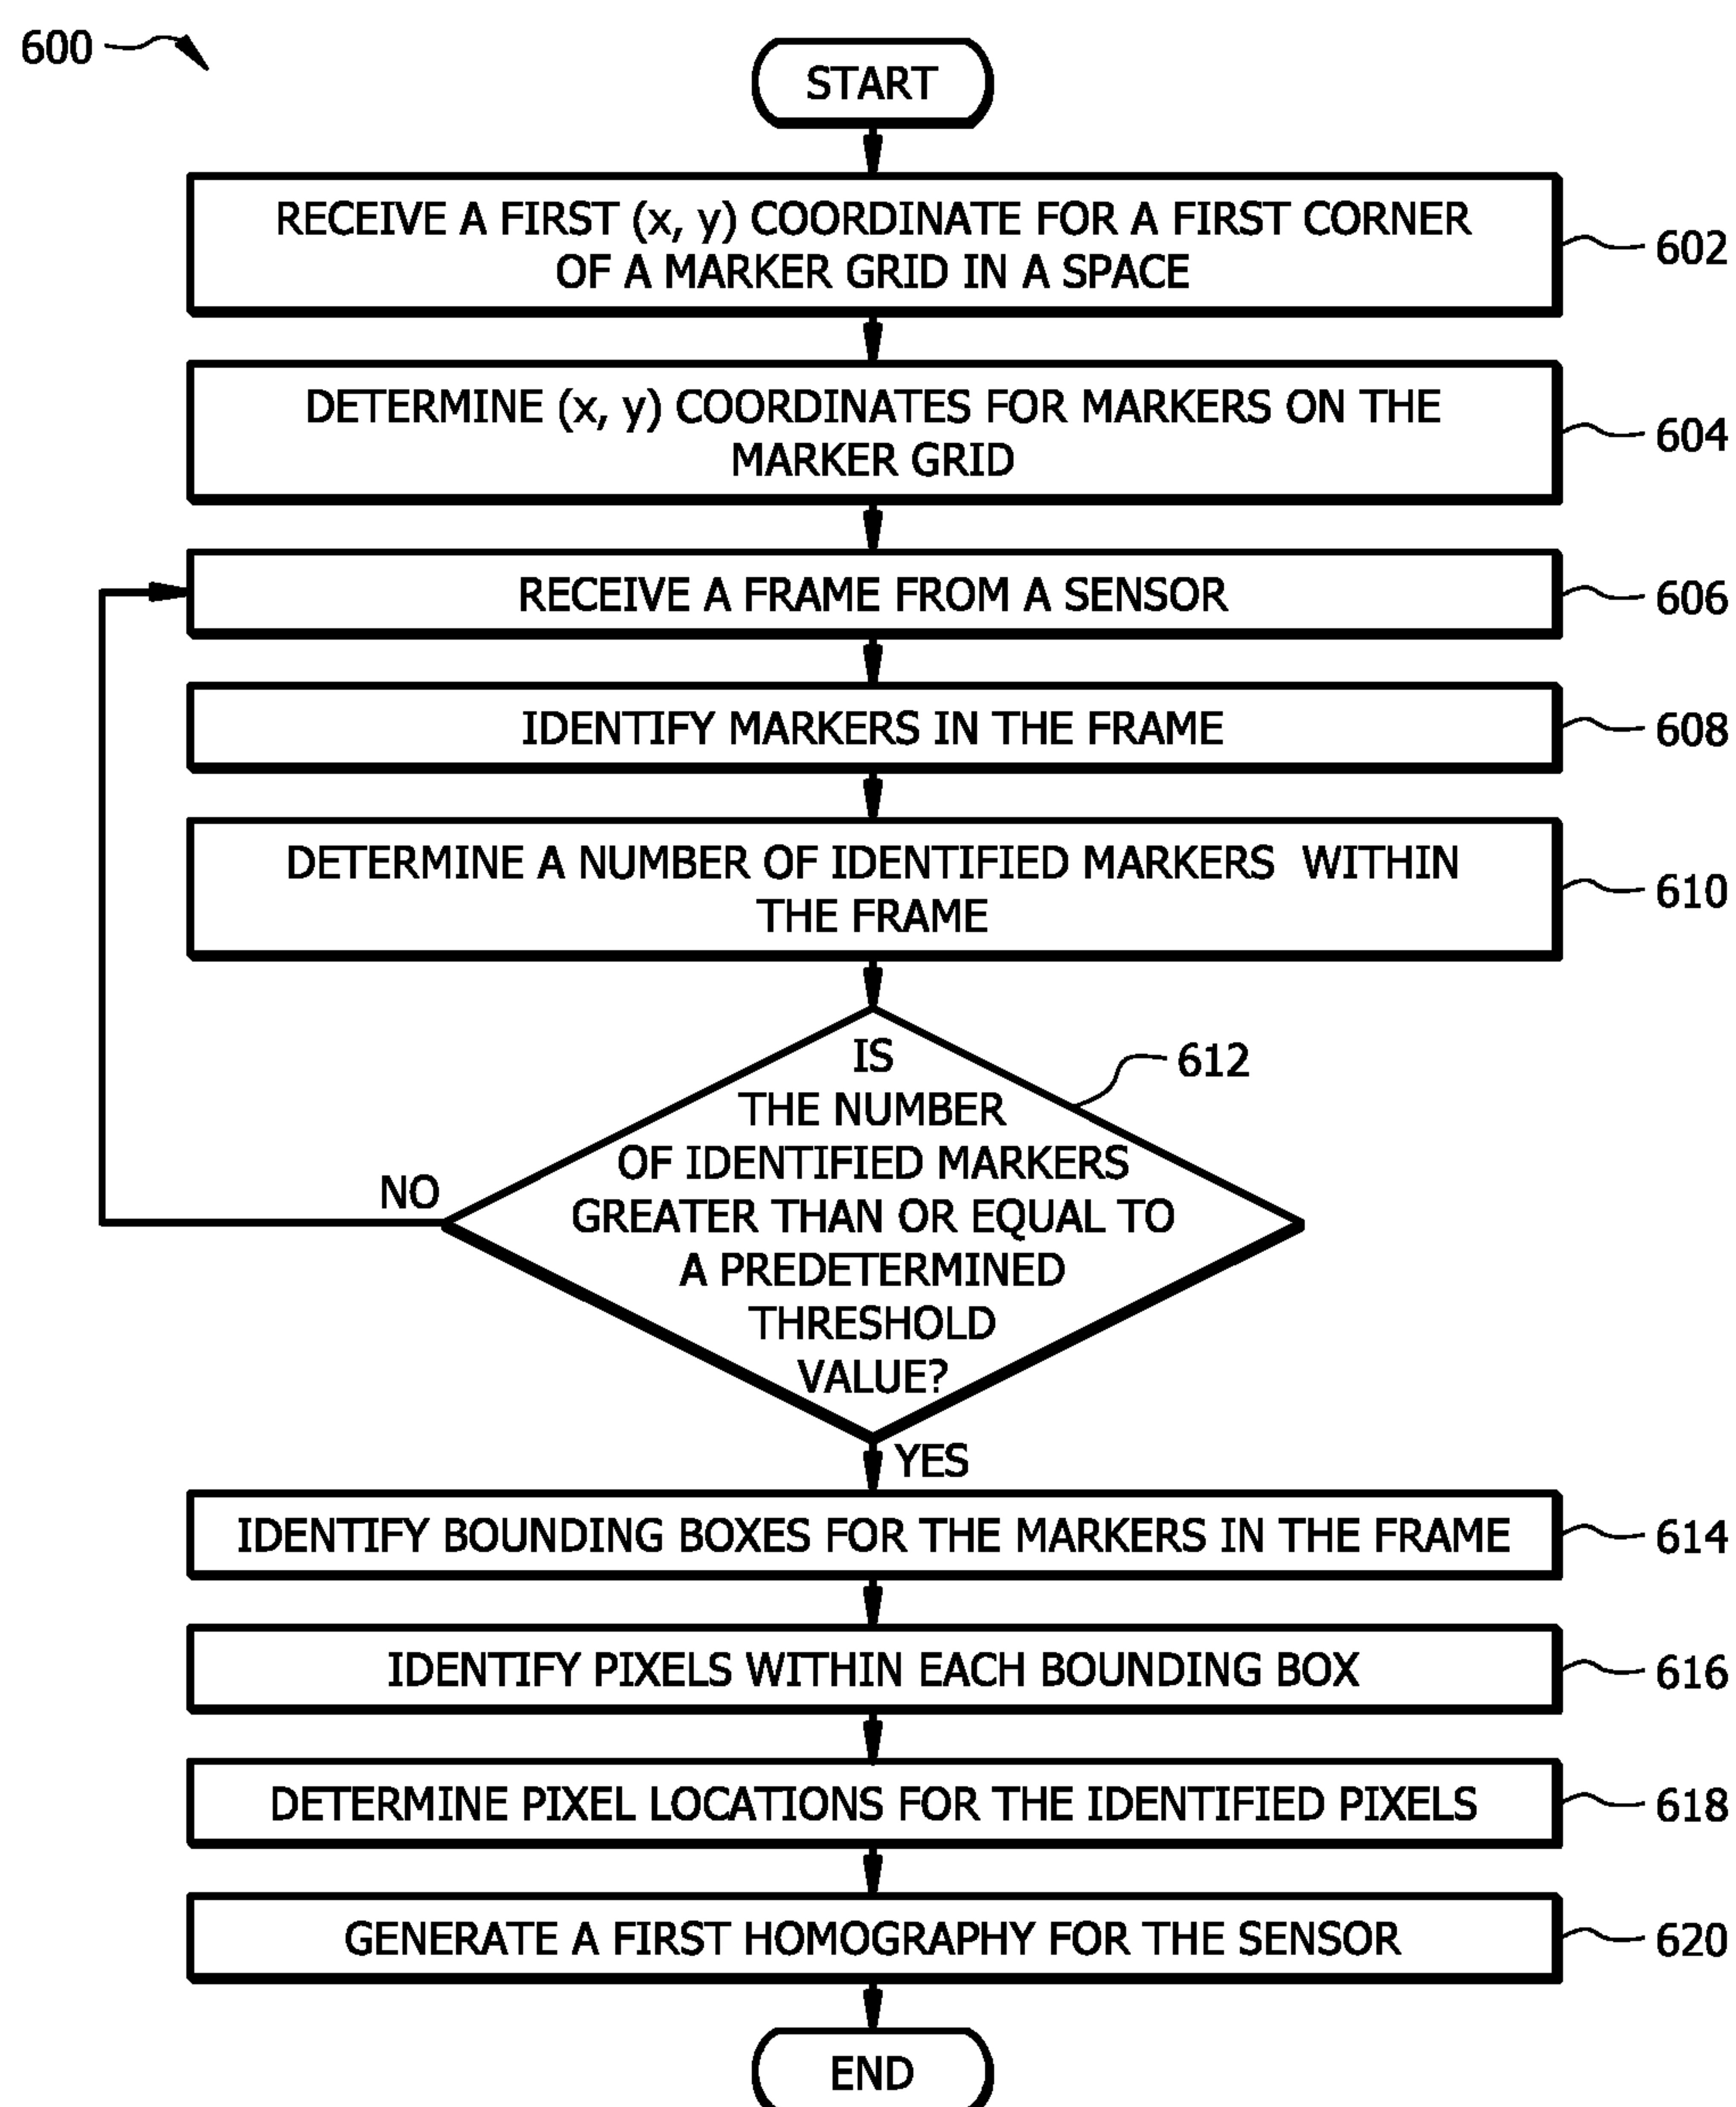 600
START
RECEIVE A FIRST (x, y) COORDINATE FOR A FIRST CORNER
OF A MARKER GRID IN A SPACE
602
DETERMINE (x, y) COORDINATES FOR MARKERS ON THE
MARKER GRID
604
RECEIVE A FRAME FROM A SENSOR
606
IDENTIFY MARKERS IN THE FRAME
608
DETERMINE A NUMBER OF IDENTIFIED MARKERS WITHIN
THE FRAME
610
IS
THE NUMBER
OF IDENTIFIED MARKERS
GREATER THAN OR EQUAL TO
A PREDETERMINED
THRESHOLD
VALUE?
612
NO
YES
IDENTIFY BOUNDING BOXES FOR THE MARKERS IN THE FRAME
614
IDENTIFY PIXELS WITHIN EACH BOUNDING BOX
616
DETERMINE PIXEL LOCATIONS FOR THE IDENTIFIED PIXELS
618
GENERATE A FIRST HOMOGRAPHY FOR THE SENSOR
620
END